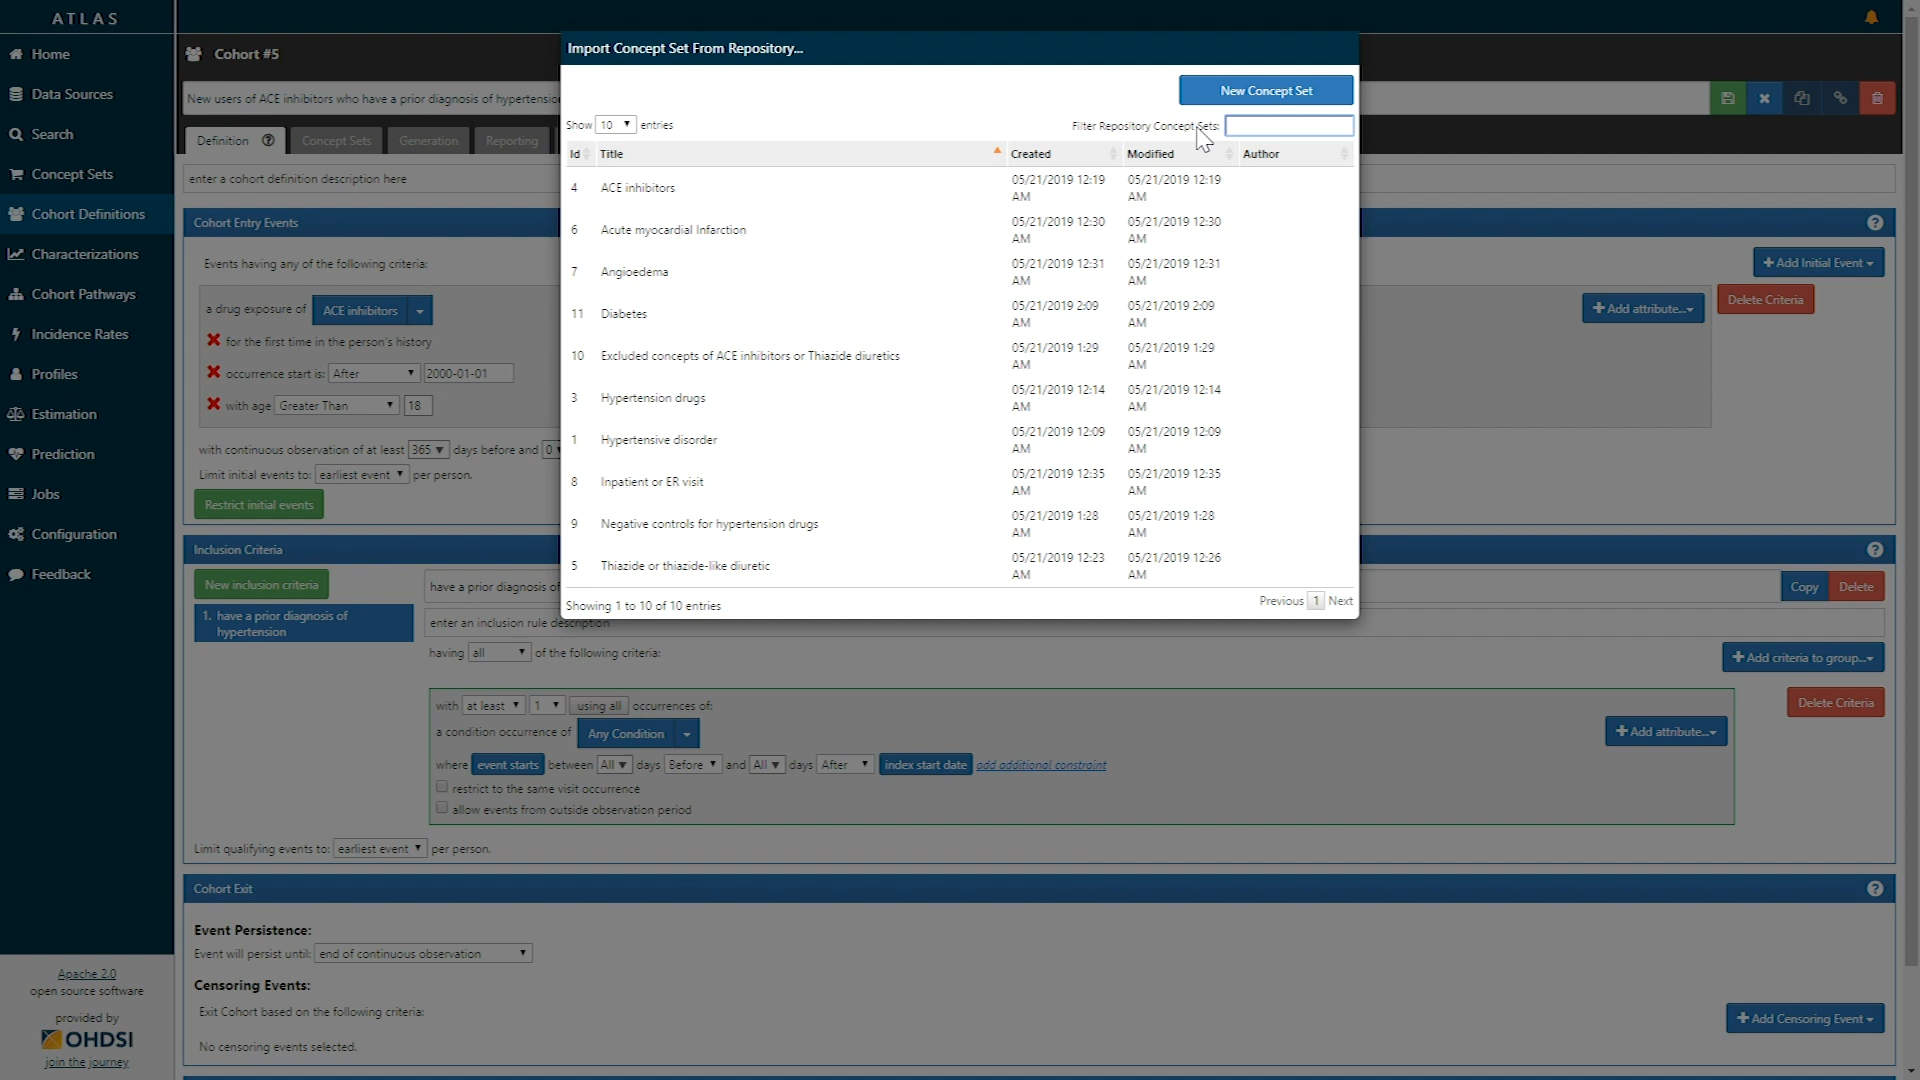 ATLAS
Home
Data Sources
Search
Concept Sets
Cohort Definitions
Characterizations
Cohort Pathways
Incidence Rates
Profiles
Estimation
Prediction
Jobs
Configuration
Feedback
Apache 2.0
open source software
provided by
OHDSI
join the journey
Cohort #5
New users of ACE inhibitors who have a prior diagnosis of hypertension
Definition Concept Sets Generation Reporting
enter a cohort definition description here
Cohort Entry Events
Events having any of the following criteria:
Add Initial Event
a drug exposure of ACE inhibitors
Add attribute... Delete Criteria
for the first time in the person's history
occurrence start is: After 2000-01-01
with age Greater Than 18
with continuous observation of at least 365 days before and 0
Limit initial events to: earliest event per person.
Restrict initial events
Import Concept Set From Repository...
New Concept Set
Show 10 entries Filter Repository Concept Sets:
Id Title Created Modified Author
4 ACE inhibitors 05/21/2019 12:19 AM 05/21/2019 12:19 AM
6 Acute myocardial Infarction 05/21/2019 12:30 AM 05/21/2019 12:30 AM
7 Angioedema 05/21/2019 12:31 AM 05/21/2019 12:31 AM
11 Diabetes 05/21/2019 2:09 AM 05/21/2019 2:09 AM
10 Excluded concepts of ACE inhibitors or Thiazide diuretics 05/21/2019 1:29 AM 05/21/2019 1:29 AM
3 Hypertension drugs 05/21/2019 12:14 AM 05/21/2019 12:14 AM
1 Hypertensive disorder 05/21/2019 12:09 AM 05/21/2019 12:09 AM
8 Inpatient or ER visit 05/21/2019 12:35 AM 05/21/2019 12:35 AM
9 Negative controls for hypertension drugs 05/21/2019 1:28 AM 05/21/2019 1:28 AM
5 Thiazide or thiazide-like diuretic 05/21/2019 12:23 AM 05/21/2019 12:26 AM
Showing 1 to 10 of 10 entries Previous 1 Next
Inclusion Criteria
New inclusion criteria
1. have a prior diagnosis of
hypertension
have a prior diagnosis of
Copy Delete
enter an inclusion rule description
having all of the following criteria:
Add criteria to group...
with at least 1 using all occurrences of:
Delete Criteria
a condition occurrence of Any Condition
Add attribute...
where event starts between All days Before and All days After index start date add additional constraint
restrict to the same visit occurrence
allow events from outside observation period
Limit qualifying events to: earliest event per person.
Cohort Exit
Event Persistence:
Event will persist until: end of continuous observation
Censoring Events:
Exit Cohort based on the following criteria:
Add Censoring Event
No censoring events selected.